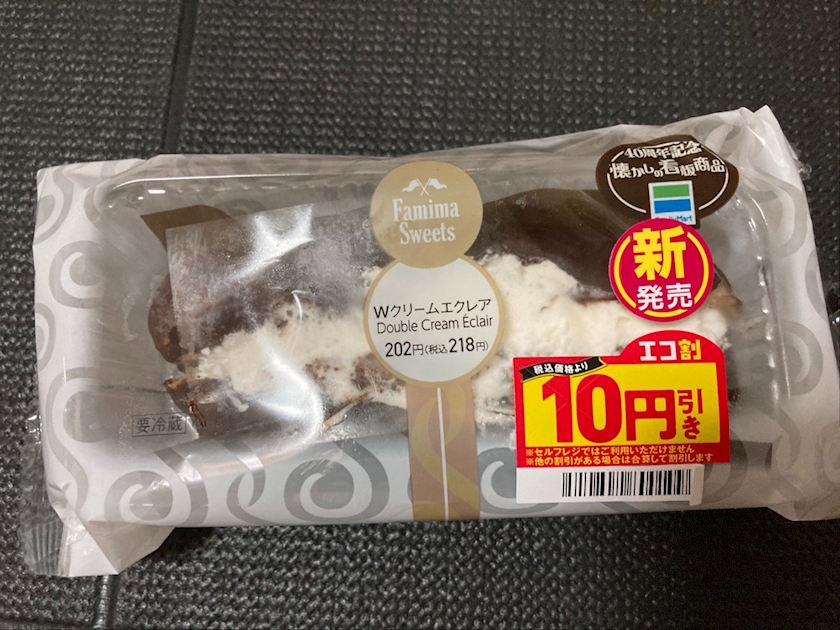 40周年記念
懐かしの看板商品
Mart
Famima
Sweets
新
発売
Wクリームエクレア
Double Cream Éclair
202円(税込218円)
エコ割
税込価格より
10円引き
※セルフレジではご利用いただけません
※他の割引がある場合は合算して割引します
要冷蔵